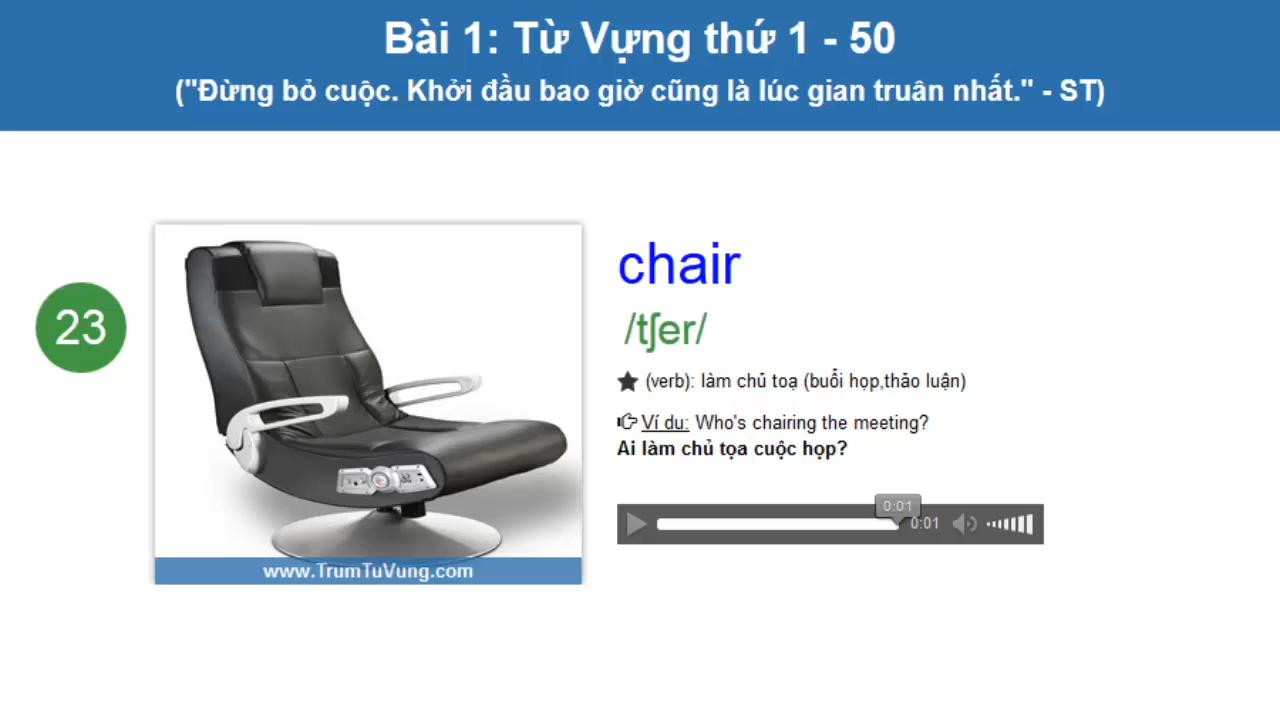 Bài 1: Từ Vựng thứ 1 - 50
("Đừng bỏ cuộc. Khởi đầu bao giờ cũng là lúc gian truân nhất." - ST)
23
chair
/tʃer/
(verb): làm chủ toạ (buổi họp,thảo luận)
Ví dụ: Who's chairing the meeting?
Ai làm chủ tọa cuộc họp?
0:01
0:01
www.TrumTuVung.com